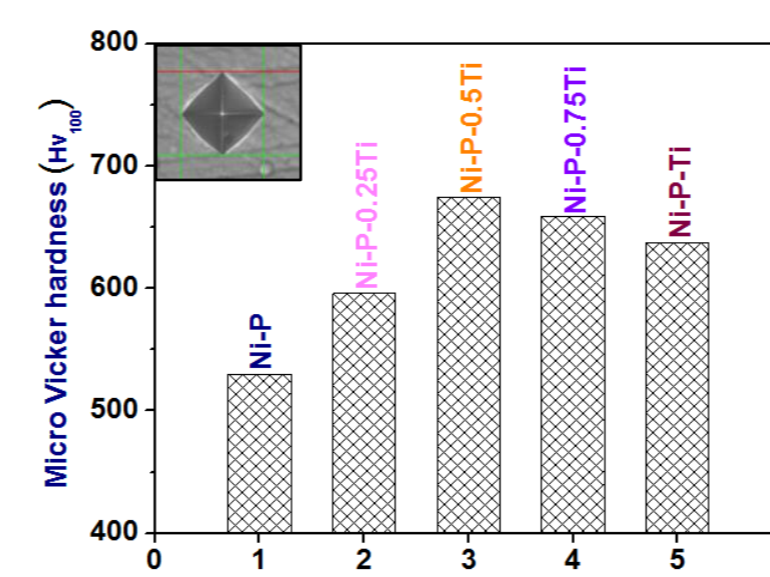 Micro Vicker hardness (Hv100)
800
700
600
500
400
Ni-P
Ni-P-0.25Ti
Ni-P-0.5Ti
Ni-P-0.75Ti
Ni-P-Ti
0 1 2 3 4 5